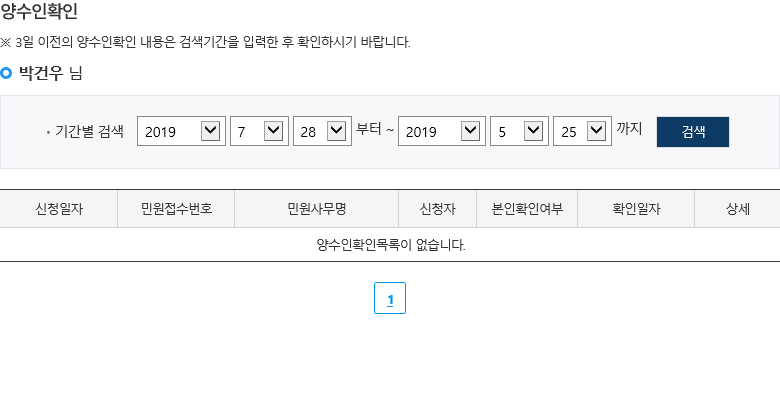 양수인확인
※ 3일 이전의 양수인확인 내용은 검색기간을 입력한 후 확인하시기 바랍니다.
박건우 님
• 기간별 검색 2019 7 28 부터 ~ 2019 5 25 까지 검색
신청일자 민원접수번호 민원사무명 신청자 본인확인여부 확인일자 상세
양수인확인목록이 없습니다.
1